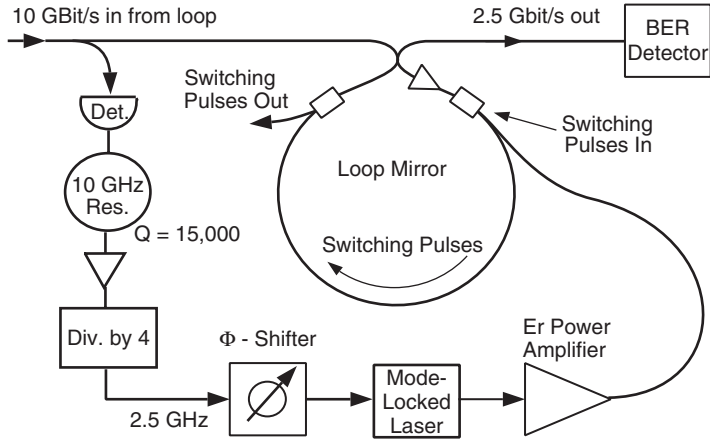 10 GBit/s in from loop
2.5 Gbit/s out
BER
Detector
Switching
Pulses Out
Det.
Switching
Pulses In
Loop Mirror
10 GHz
Res.
Q = 15,000
Switching Pulses
Div. by 4
Φ - Shifter
Er Power
Amplifier
Mode-
Locked
Laser
2.5 GHz